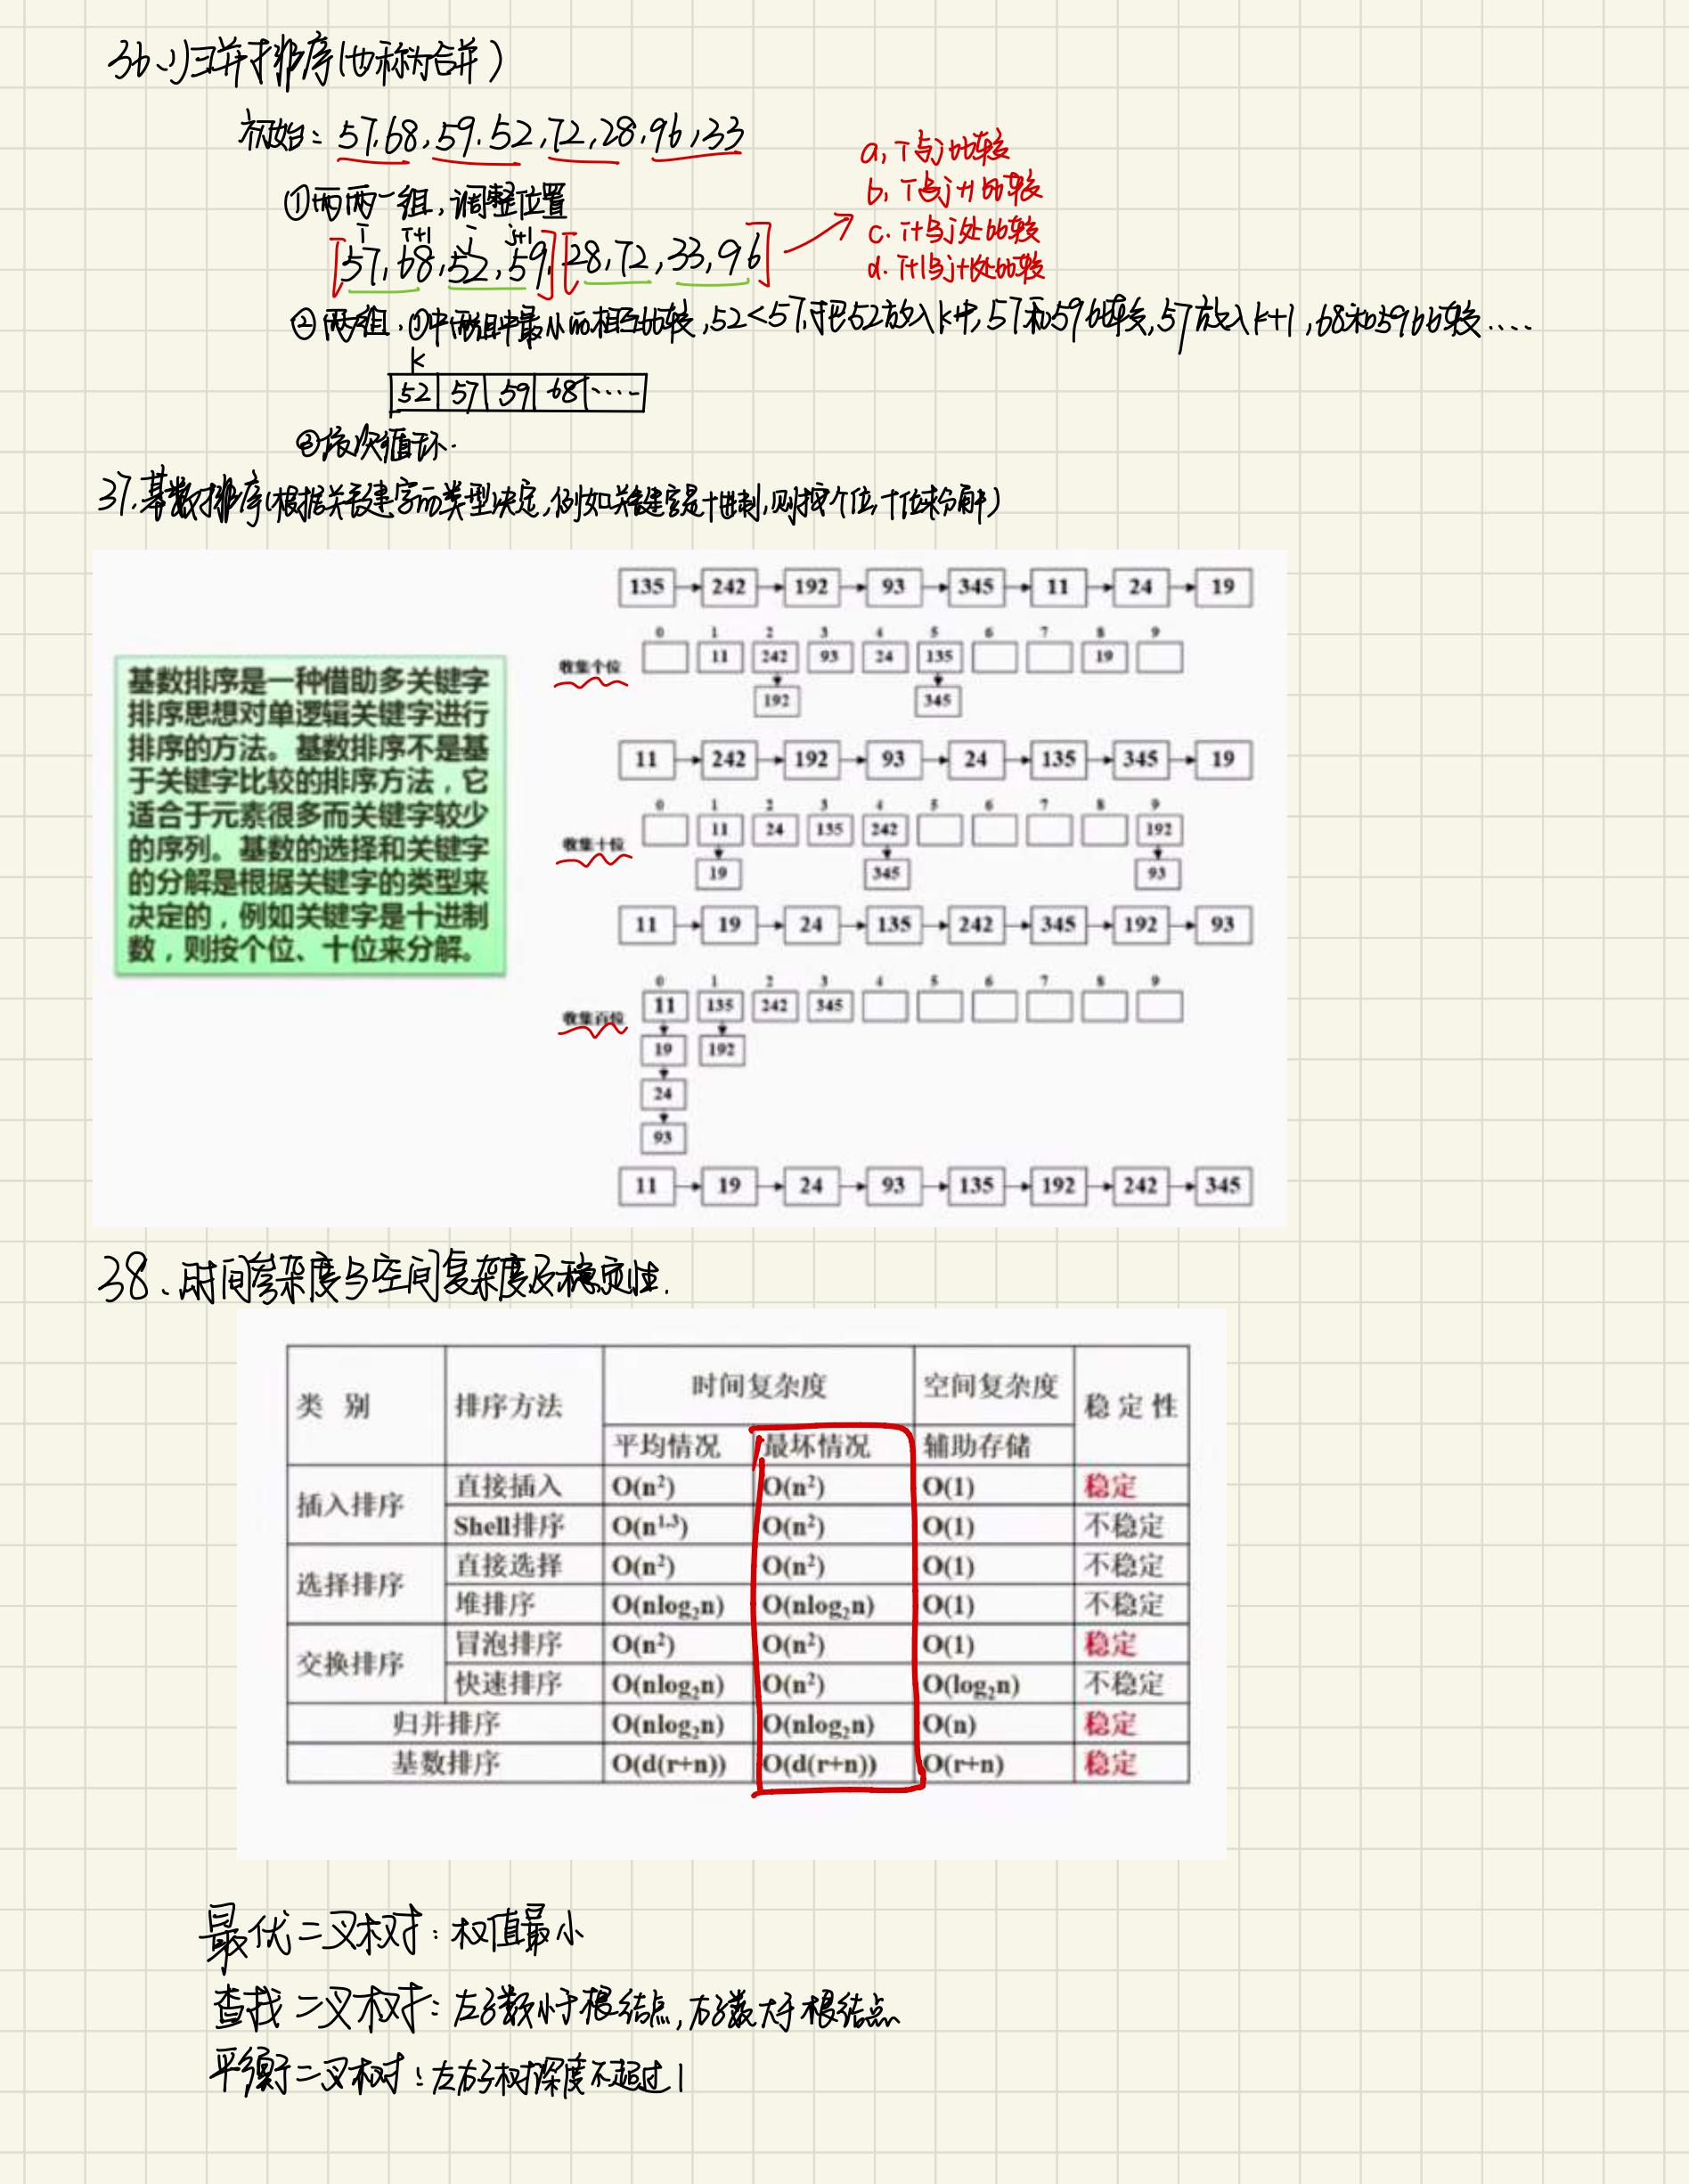 36、归并排序(也称为合并)
初始：57,68,59.52,72,28,96,33
①两两一组,调整位置
i i+1 j j+1
[57,68,52,59],[28,72,33,96]
a, i与j比较
b, i与j+1比较
c. i+1与j处比较
d. i+1与j+1处比较
②两组,①中两组中最小的相互比较,52<57,才把52放入k中,57和59比较,57放入k+1,68和59比较....
k
52 57 59 68 ....
③依次循环.
37.基数排序(根据关键字的类型决定,例如关键字是十进制,则按个位,十位来分解)
基数排序是一种借助多关键字
排序思想对单逻辑关键字进行
排序的方法。基数排序不是基
于关键字比较的排序方法，它
适合于元素很多而关键字较少
的序列。基数的选择和关键字
的分解是根据关键字的类型来
决定的，例如关键字是十进制
数，则按个位、十位来分解。
135 242 192 93 345 11 24 19
0 1 2 3 4 5 6 7 8 9
收集个位 11 242 93 24 135 19
192 345
11 242 192 93 24 135 345 19
0 1 2 3 4 5 6 7 8 9
收集十位 11 24 135 242 192
19 345 93
11 19 24 135 242 345 192 93
0 1 2 3 4 5 6 7 8 9
收集百位 11 135 242 345
19 192
24
93
11 19 24 93 135 192 242 345
38、时间复杂度与空间复杂度及稳定性.
类 别 排序方法 时间复杂度 空间复杂度 稳定性
平均情况 最坏情况 辅助存储
插入排序 直接插入 O(n²) O(n²) O(1) 稳定
Shell排序 O(n¹·³) O(n²) O(1) 不稳定
选择排序 直接选择 O(n²) O(n²) O(1) 不稳定
堆排序 O(nlog₂n) O(nlog₂n) O(1) 不稳定
交换排序 冒泡排序 O(n²) O(n²) O(1) 稳定
快速排序 O(nlog₂n) O(n²) O(log₂n) 不稳定
归并排序 O(nlog₂n) O(nlog₂n) O(n) 稳定
基数排序 O(d(r+n)) O(d(r+n)) O(r+n) 稳定
最优二叉树：权值最小
查找二叉树：左子数小于根结点,右子数大于根结点
平衡二叉树：左右子树深度不超过1